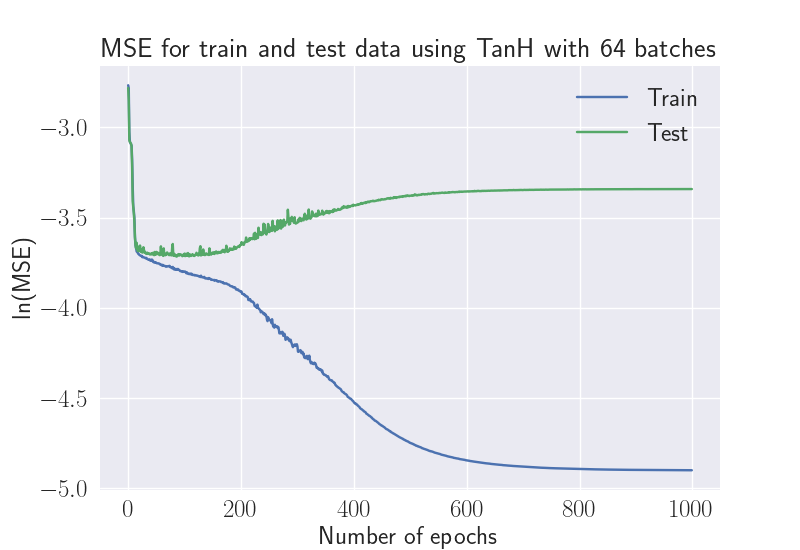 MSE for train and test data using TanH with 64 batches
Train
Test
−3.0
−3.5
−4.0
−4.5
−5.0
ln(MSE)
0 200 400 600 800 1000
Number of epochs